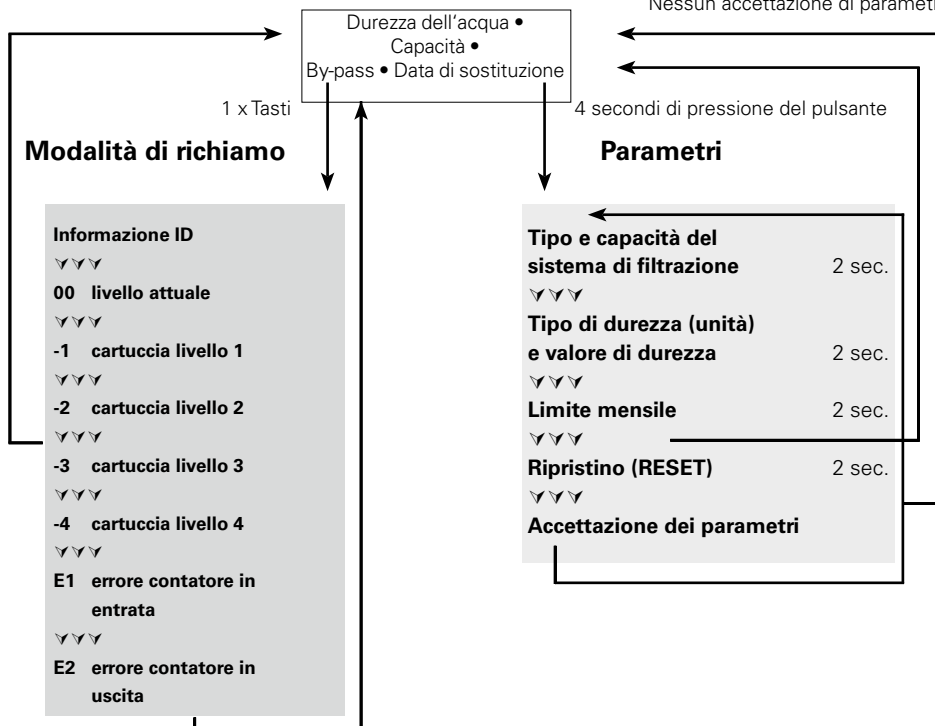 Nessun accettazione di parametri
Durezza dell'acqua •
Capacità •
By-pass • Data di sostituzione
1 x Tasti
4 secondi di pressione del pulsante
Modalità di richiamo
Parametri
Informazione ID
00 livello attuale
-1 cartuccia livello 1
-2 cartuccia livello 2
-3 cartuccia livello 3
-4 cartuccia livello 4
E1 errore contatore in
entrata
E2 errore contatore in
uscita
Tipo e capacità del
sistema di filtrazione 2 sec.
Tipo di durezza (unità)
e valore di durezza 2 sec.
Limite mensile 2 sec.
Ripristino (RESET) 2 sec.
Accettazione dei parametri